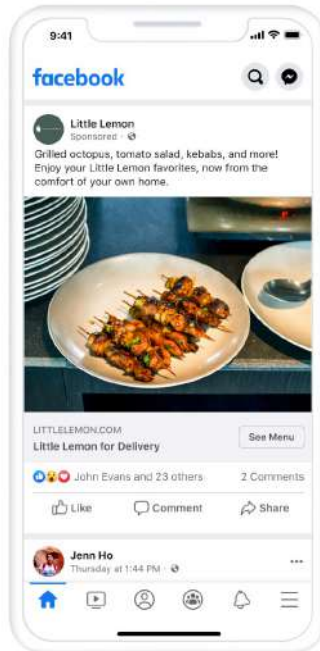 9:41
facebook
Little Lemon
Sponsored ·
Grilled octopus, tomato salad, kebabs, and more!
Enjoy your Little Lemon favorites, now from the
comfort of your own home.
LITTLELEMON.COM
Little Lemon for Delivery
See Menu
John Evans and 23 others
2 Comments
Like
Comment
Share
Jenn Ho
Thursday at 1:44 PM ·